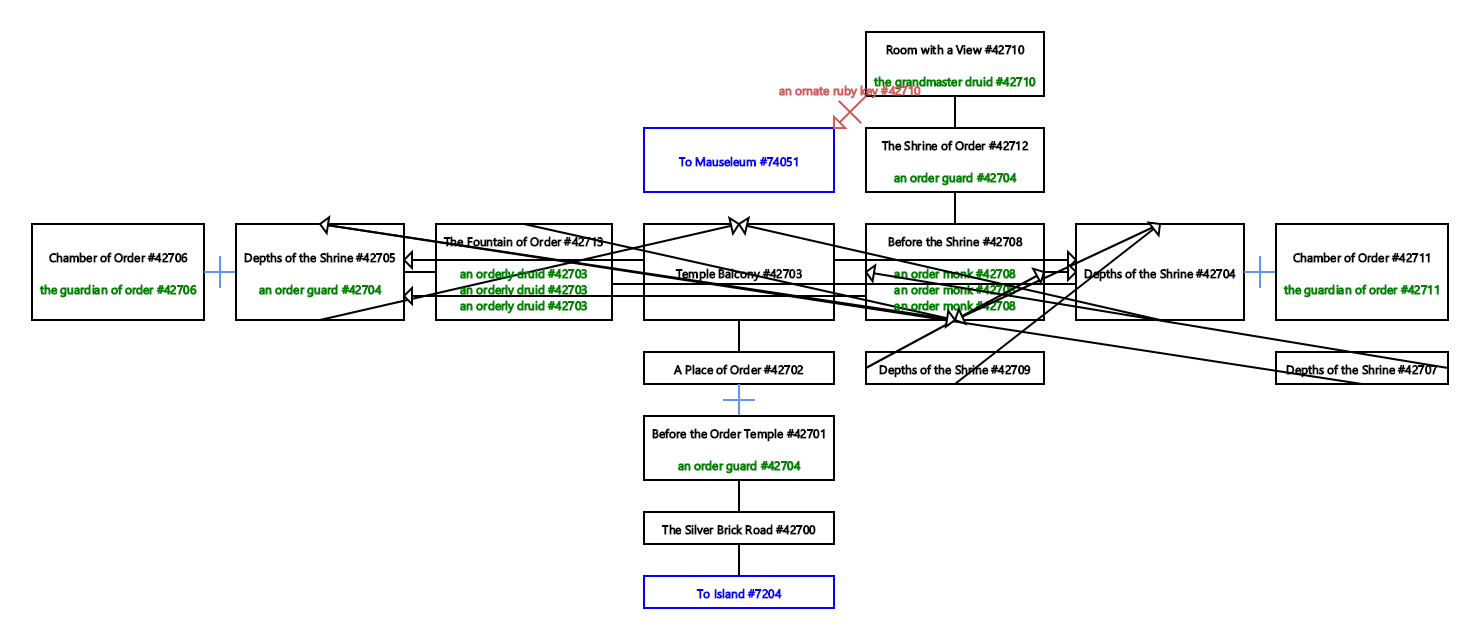 Room with a View #42710
the grandmaster druid #42710
an ornate ruby key #42710
To Mauseleum #74051
The Shrine of Order #42712
an order guard #42704
Chamber of Order #42706
the guardian of order #42706
Depths of the Shrine #42705
an order guard #42704
The Fountain of Order #42713
an orderly druid #42703
an orderly druid #42703
an orderly druid #42703
Temple Balcony #42703
Before the Shrine #42708
an order monk #42708
an order monk #42708
an order monk #42708
Depths of the Shrine #42704
Chamber of Order #42711
the guardian of order #42711
A Place of Order #42702
Depths of the Shrine #42709
Depths of the Shrine #42707
Before the Order Temple #42701
an order guard #42704
The Silver Brick Road #42700
To Island #7204